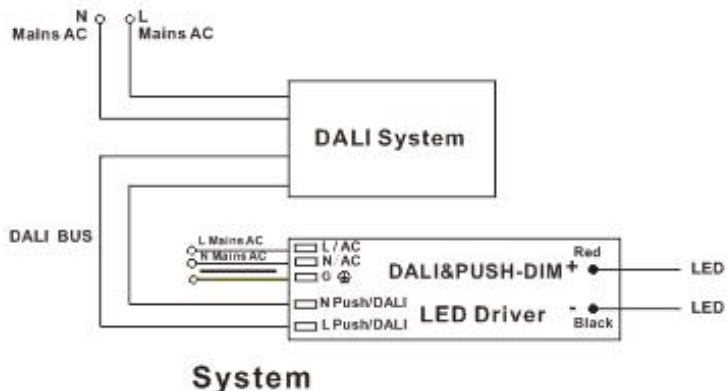 N
Mains AC
L
Mains AC
DALI System
DALI BUS
L Mains AC
N Mains AC
L / AC
N/ AC
G
N Push/DALI
L Push/DALI
DALI&PUSH-DIM
LED Driver
+
Red
-
Black
LED
LED
System